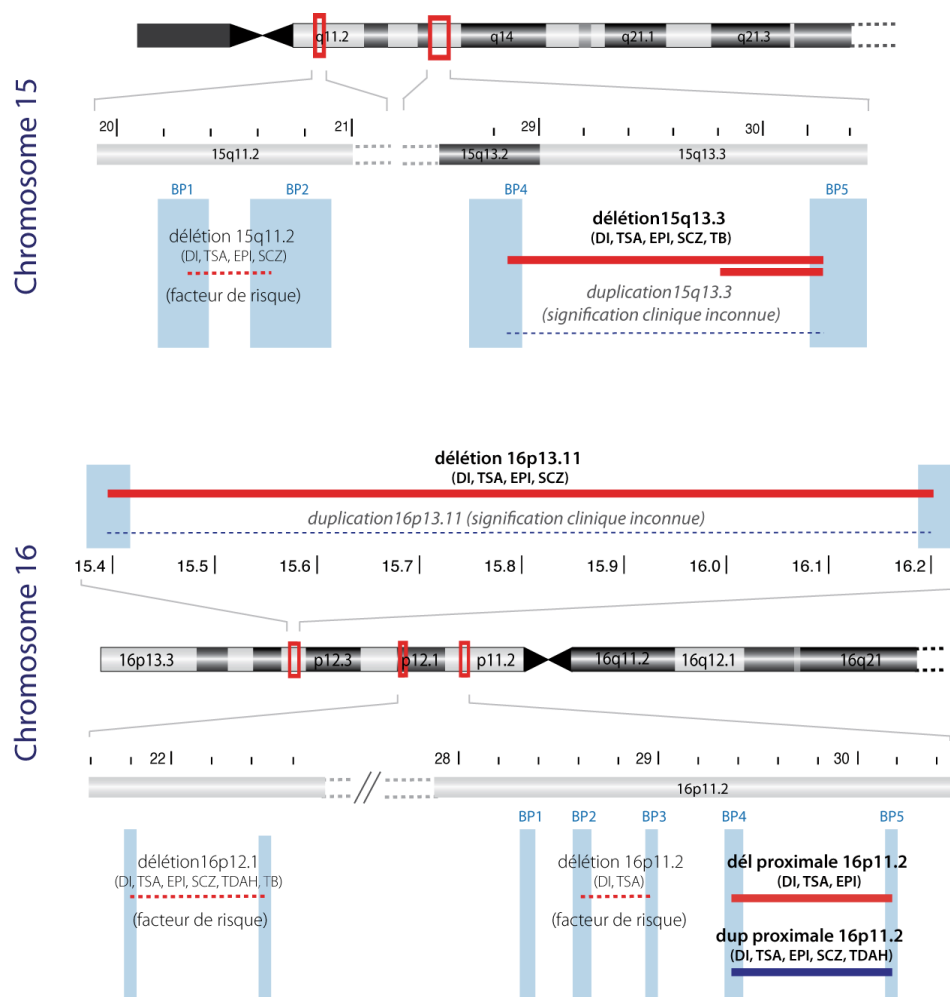 Chromosome 15
q11.2 q14 q21.1 q21.3
20 21 29 30
15q11.2 15q13.2 15q13.3
BP1 BP2 BP4 BP5
délétion 15q11.2
(DI, TSA, EPI, SCZ)
(facteur de risque)
délétion15q13.3
(DI, TSA, EPI, SCZ, TB)
duplication15q13.3
(signification clinique inconnue)
Chromosome 16
délétion 16p13.11
(DI, TSA, EPI, SCZ)
duplication16p13.11 (signification clinique inconnue)
15.4 15.5 15.6 15.7 15.8 15.9 16.0 16.1 16.2
16p13.3 p12.3 p12.1 p11.2 16q11.2 16q12.1 16q21
22 28 29 30
16p11.2
BP1 BP2 BP3 BP4 BP5
délétion16p12.1
(DI, TSA, EPI, SCZ, TDAH, TB)
(facteur de risque)
délétion 16p11.2
(DI, TSA)
(facteur de risque)
dél proximale 16p11.2
(DI, TSA, EPI)
dup proximale 16p11.2
(DI, TSA, EPI, SCZ, TDAH)